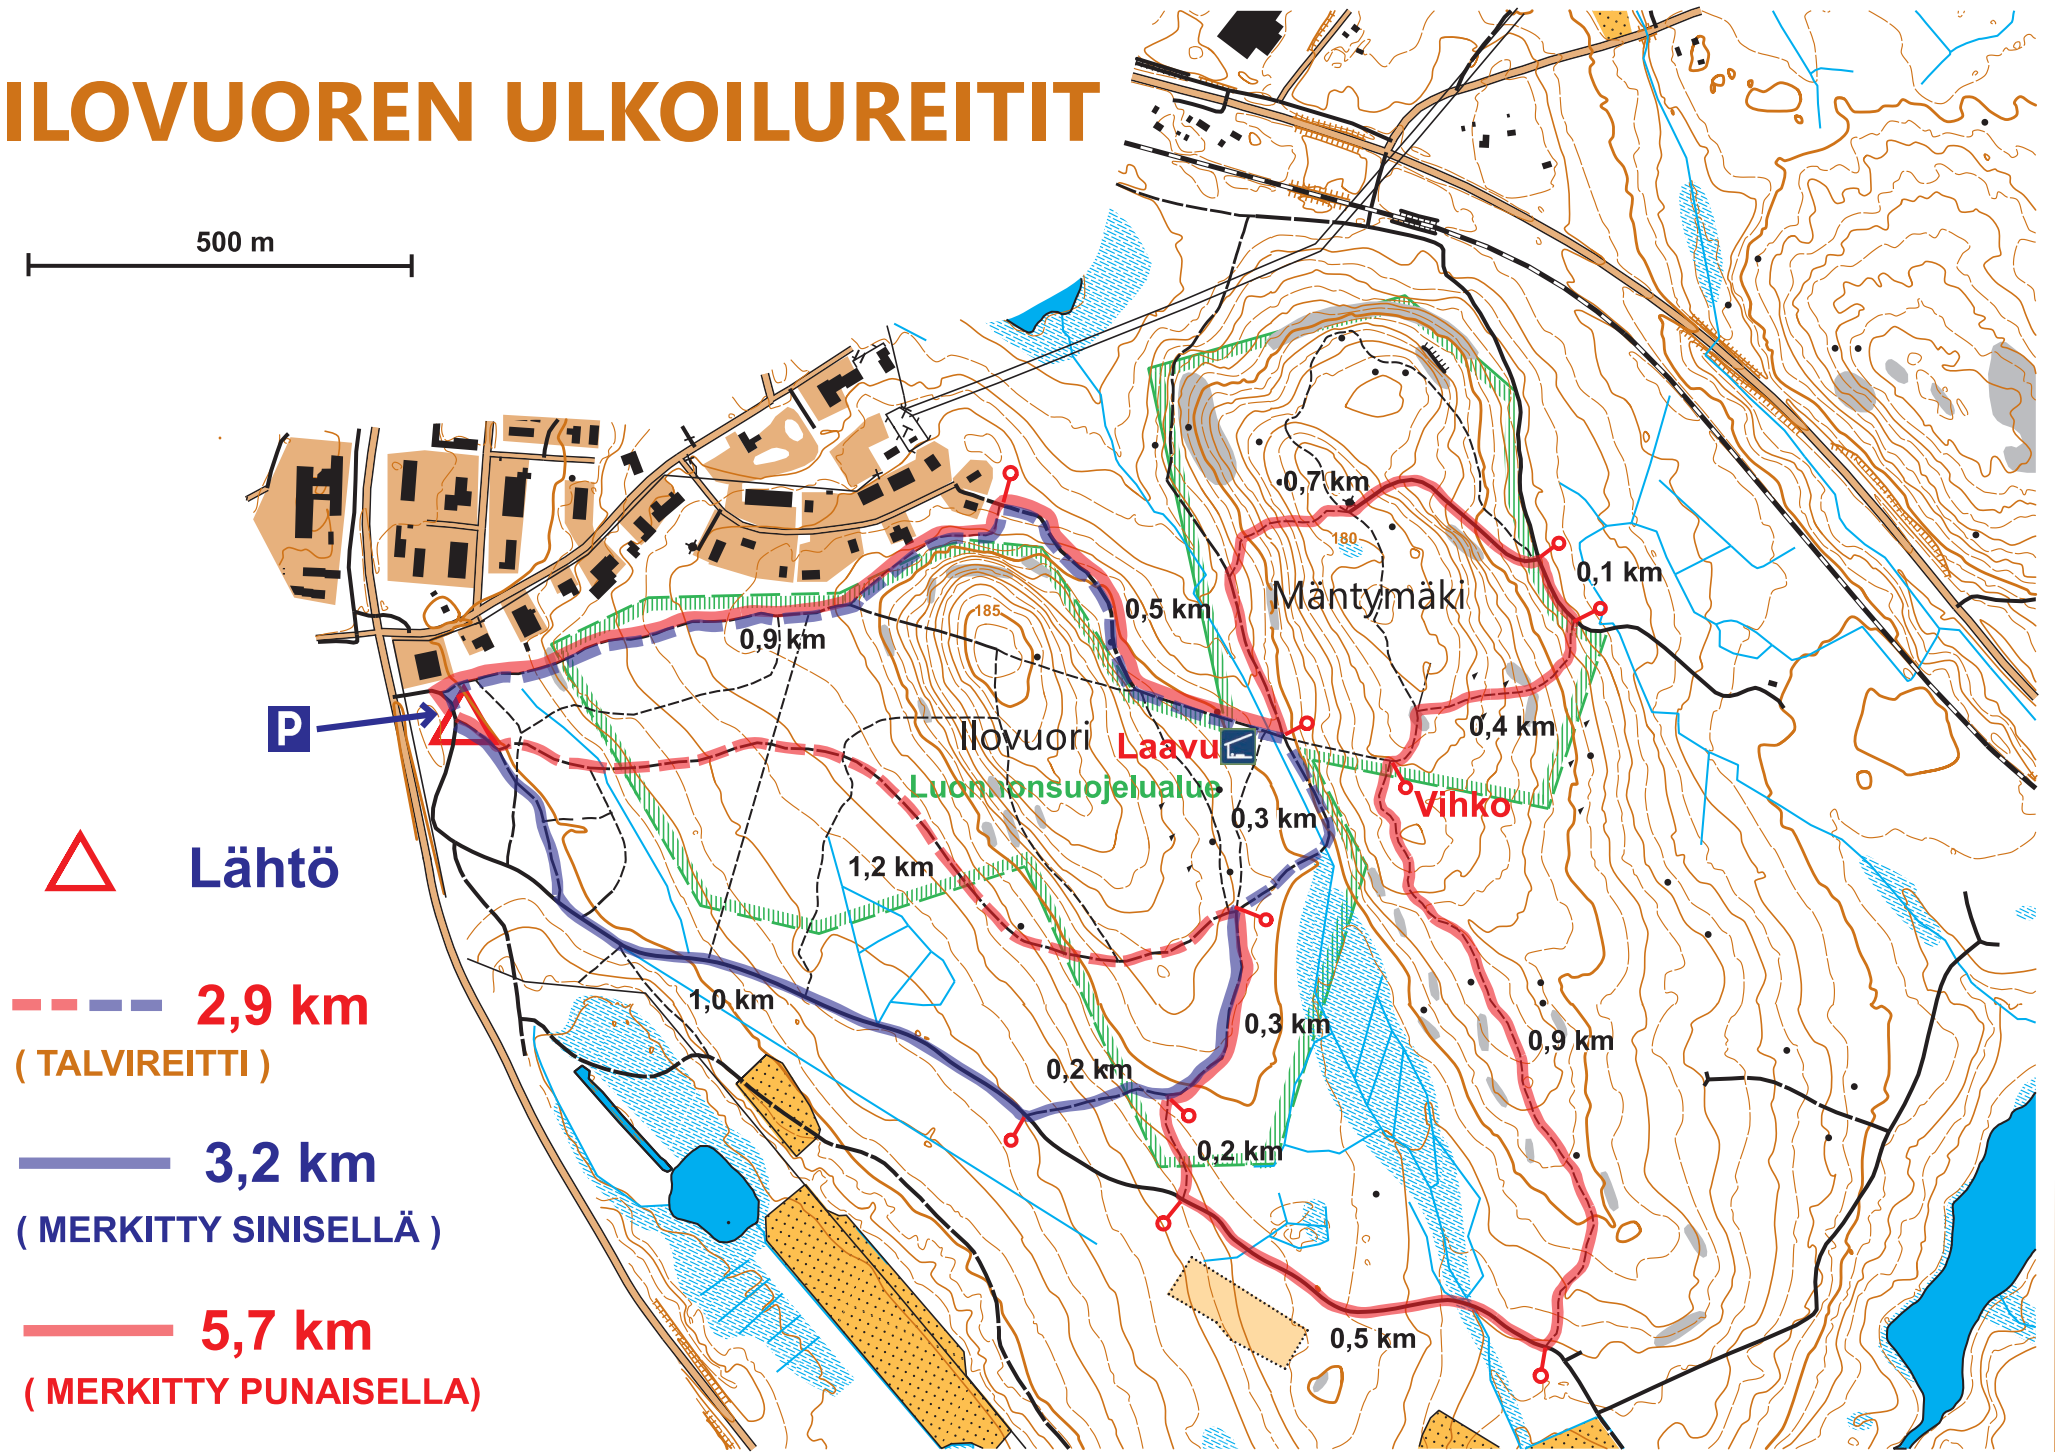 ILOVUOREN ULKOILUREITIT
500 m
0,7 km
180
0,1 km
Mäntymäki
185
0,5 km
0,9 km
P
0,4 km
Ilovuori
Laavu
Luonnonsuojelualue
Vihko
0,3 km
1,2 km
Lähtö
1,0 km
2,9 km
( TALVIREITTI )
0,3 km
0,9 km
0,2 km
0,2 km
3,2 km
( MERKITTY SINISELLÄ )
5,7 km
( MERKITTY PUNAISELLA)
0,5 km